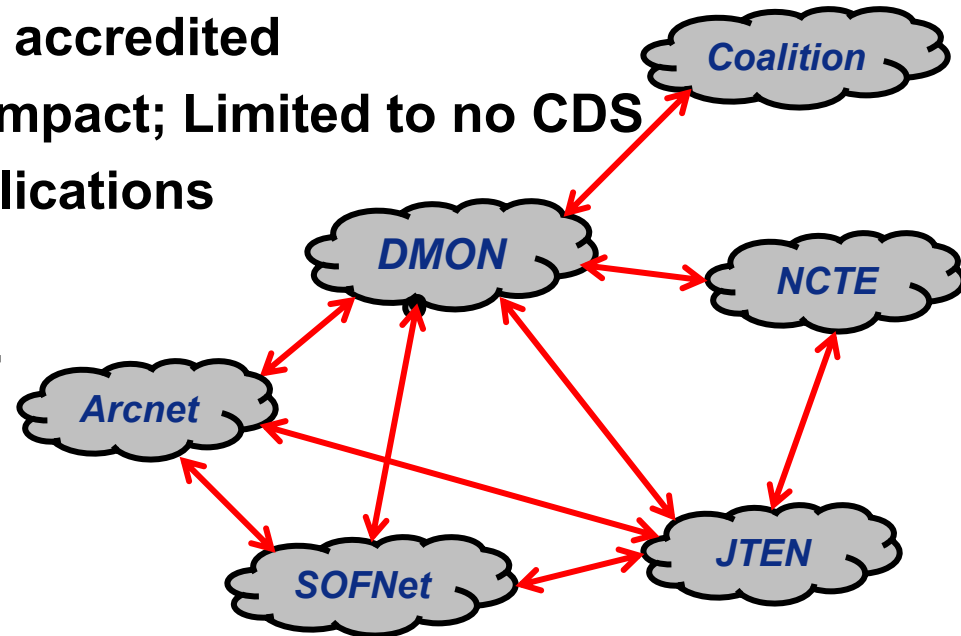 accredited
Coalition
mpact; Limited to no CDS
lications
DMON
NCTE
Arcnet
JTEN
SOFNet